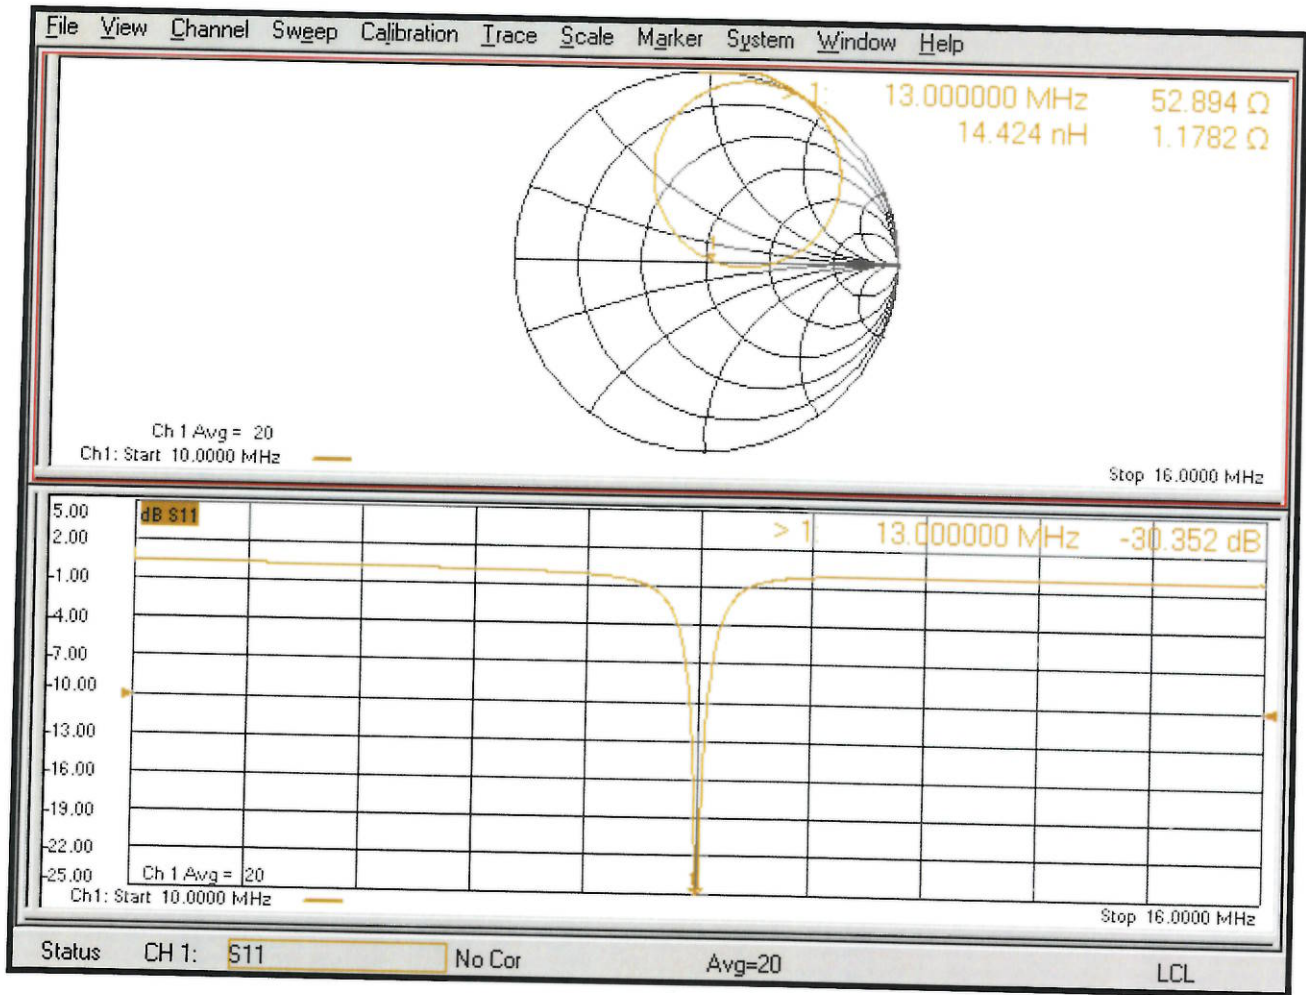 File View Channel Sweep Calibration Trace Scale Marker System Window Help
> 1: 13.000000 MHz 52.894 Ω
14.424 nH 1.1782 Ω
1
Ch 1 Avg = 20
Ch1: Start 10.0000 MHz
Stop 16.0000 MHz
5.00
dB S11
> 1: 13.000000 MHz -30.352 dB
2.00
-1.00
-4.00
-7.00
-10.00
-13.00
-16.00
-19.00
-22.00
-25.00
1
Ch 1 Avg = 20
Ch1: Start 10.0000 MHz
Stop 16.0000 MHz
Status CH 1: S11 No Cor Avg=20 LCL